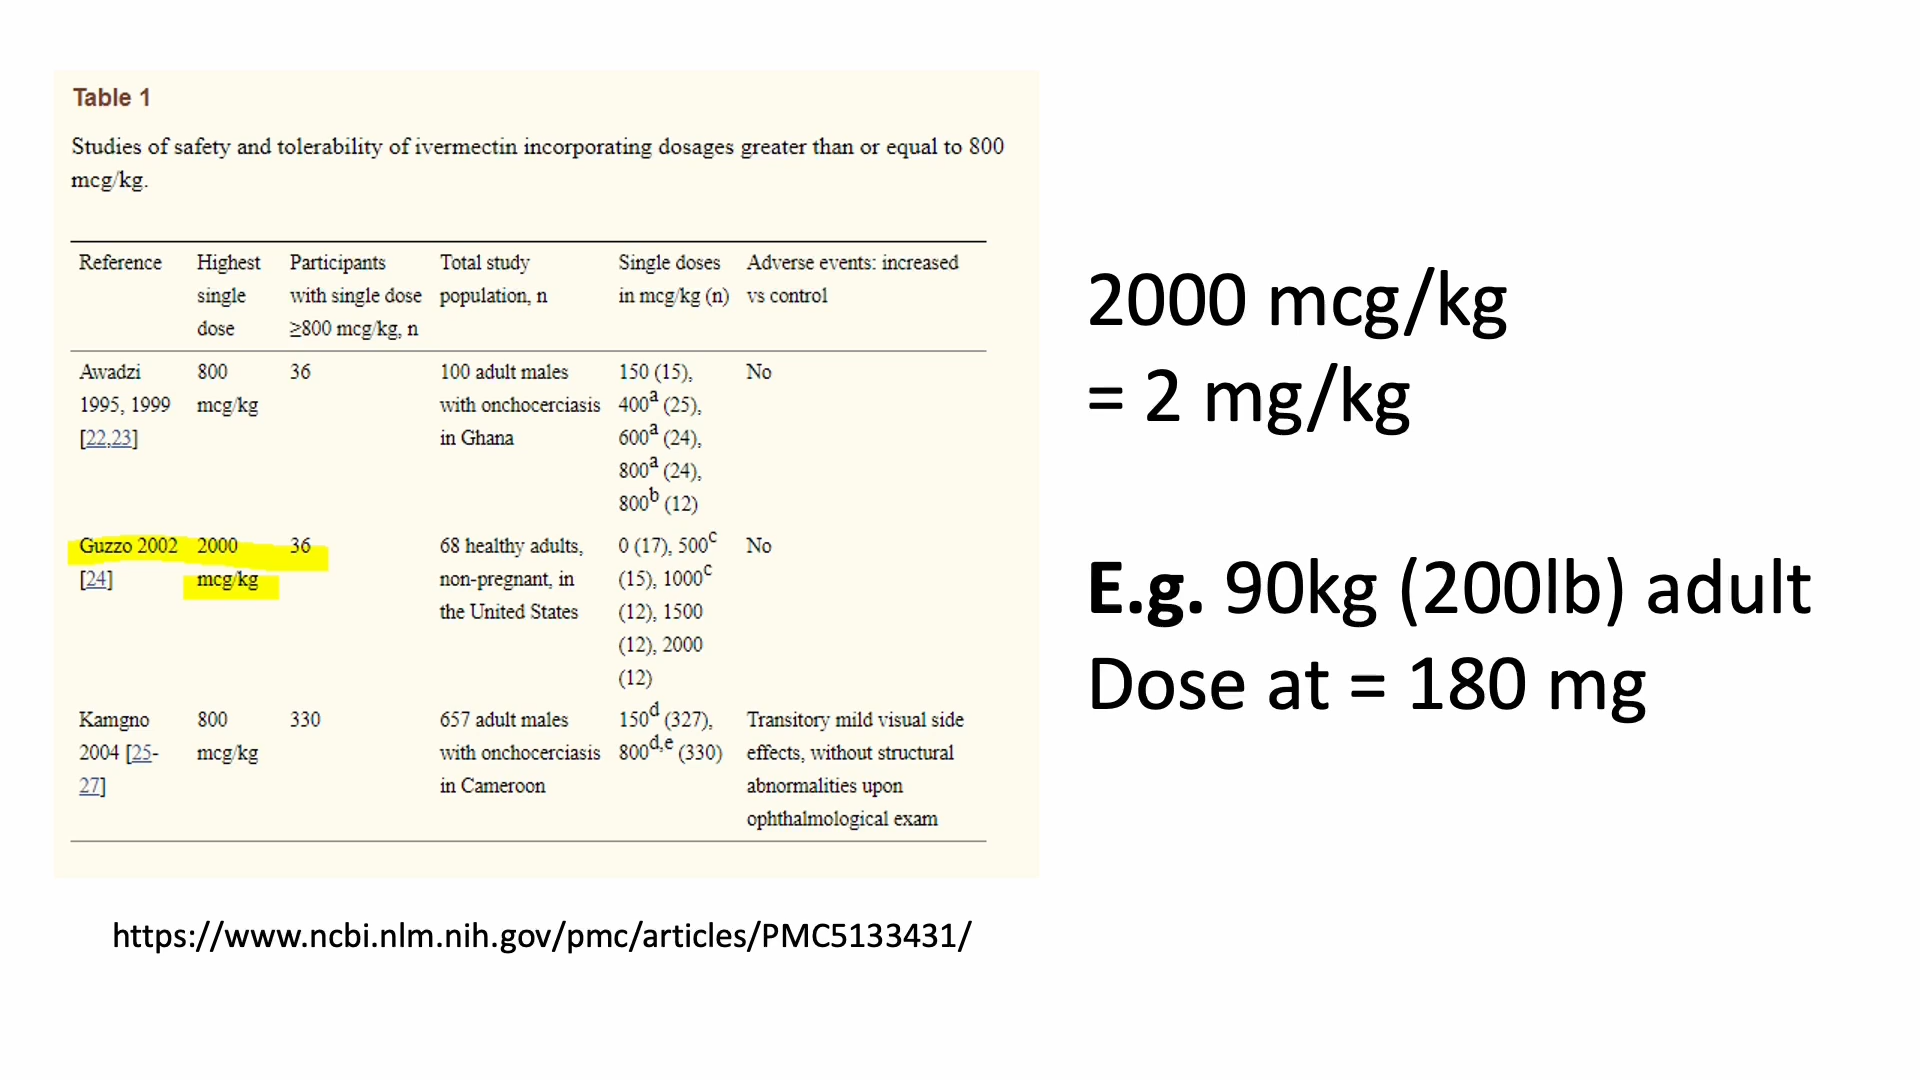 Table 1
Studies of safety and tolerability of ivermectin incorporating dosages greater than or equal to 800
mcg/kg.
Reference Highest single dose Participants with single dose ≥800 mcg/kg, n Total study population, n Single doses in mcg/kg (n) Adverse events: increased vs control
Awadzi 1995, 1999 [22,23] 800 mcg/kg 36 100 adult males with onchocerciasis in Ghana 150 (15), 400a (25), 600a (24), 800a (24), 800b (12) No
Guzzo 2002 [24] 2000 mcg/kg 36 68 healthy adults, non-pregnant, in the United States 0 (17), 500c (15), 1000c (12), 1500 (12), 2000 (12) No
Kamgno 2004 [25-27] 800 mcg/kg 330 657 adult males with onchocerciasis in Cameroon 150d (327), 800d,e (330) Transitory mild visual side effects, without structural abnormalities upon ophthalmological exam
https://www.ncbi.nlm.nih.gov/pmc/articles/PMC5133431/
2000 mcg/kg
= 2 mg/kg
E.g. 90kg (200lb) adult
Dose at = 180 mg